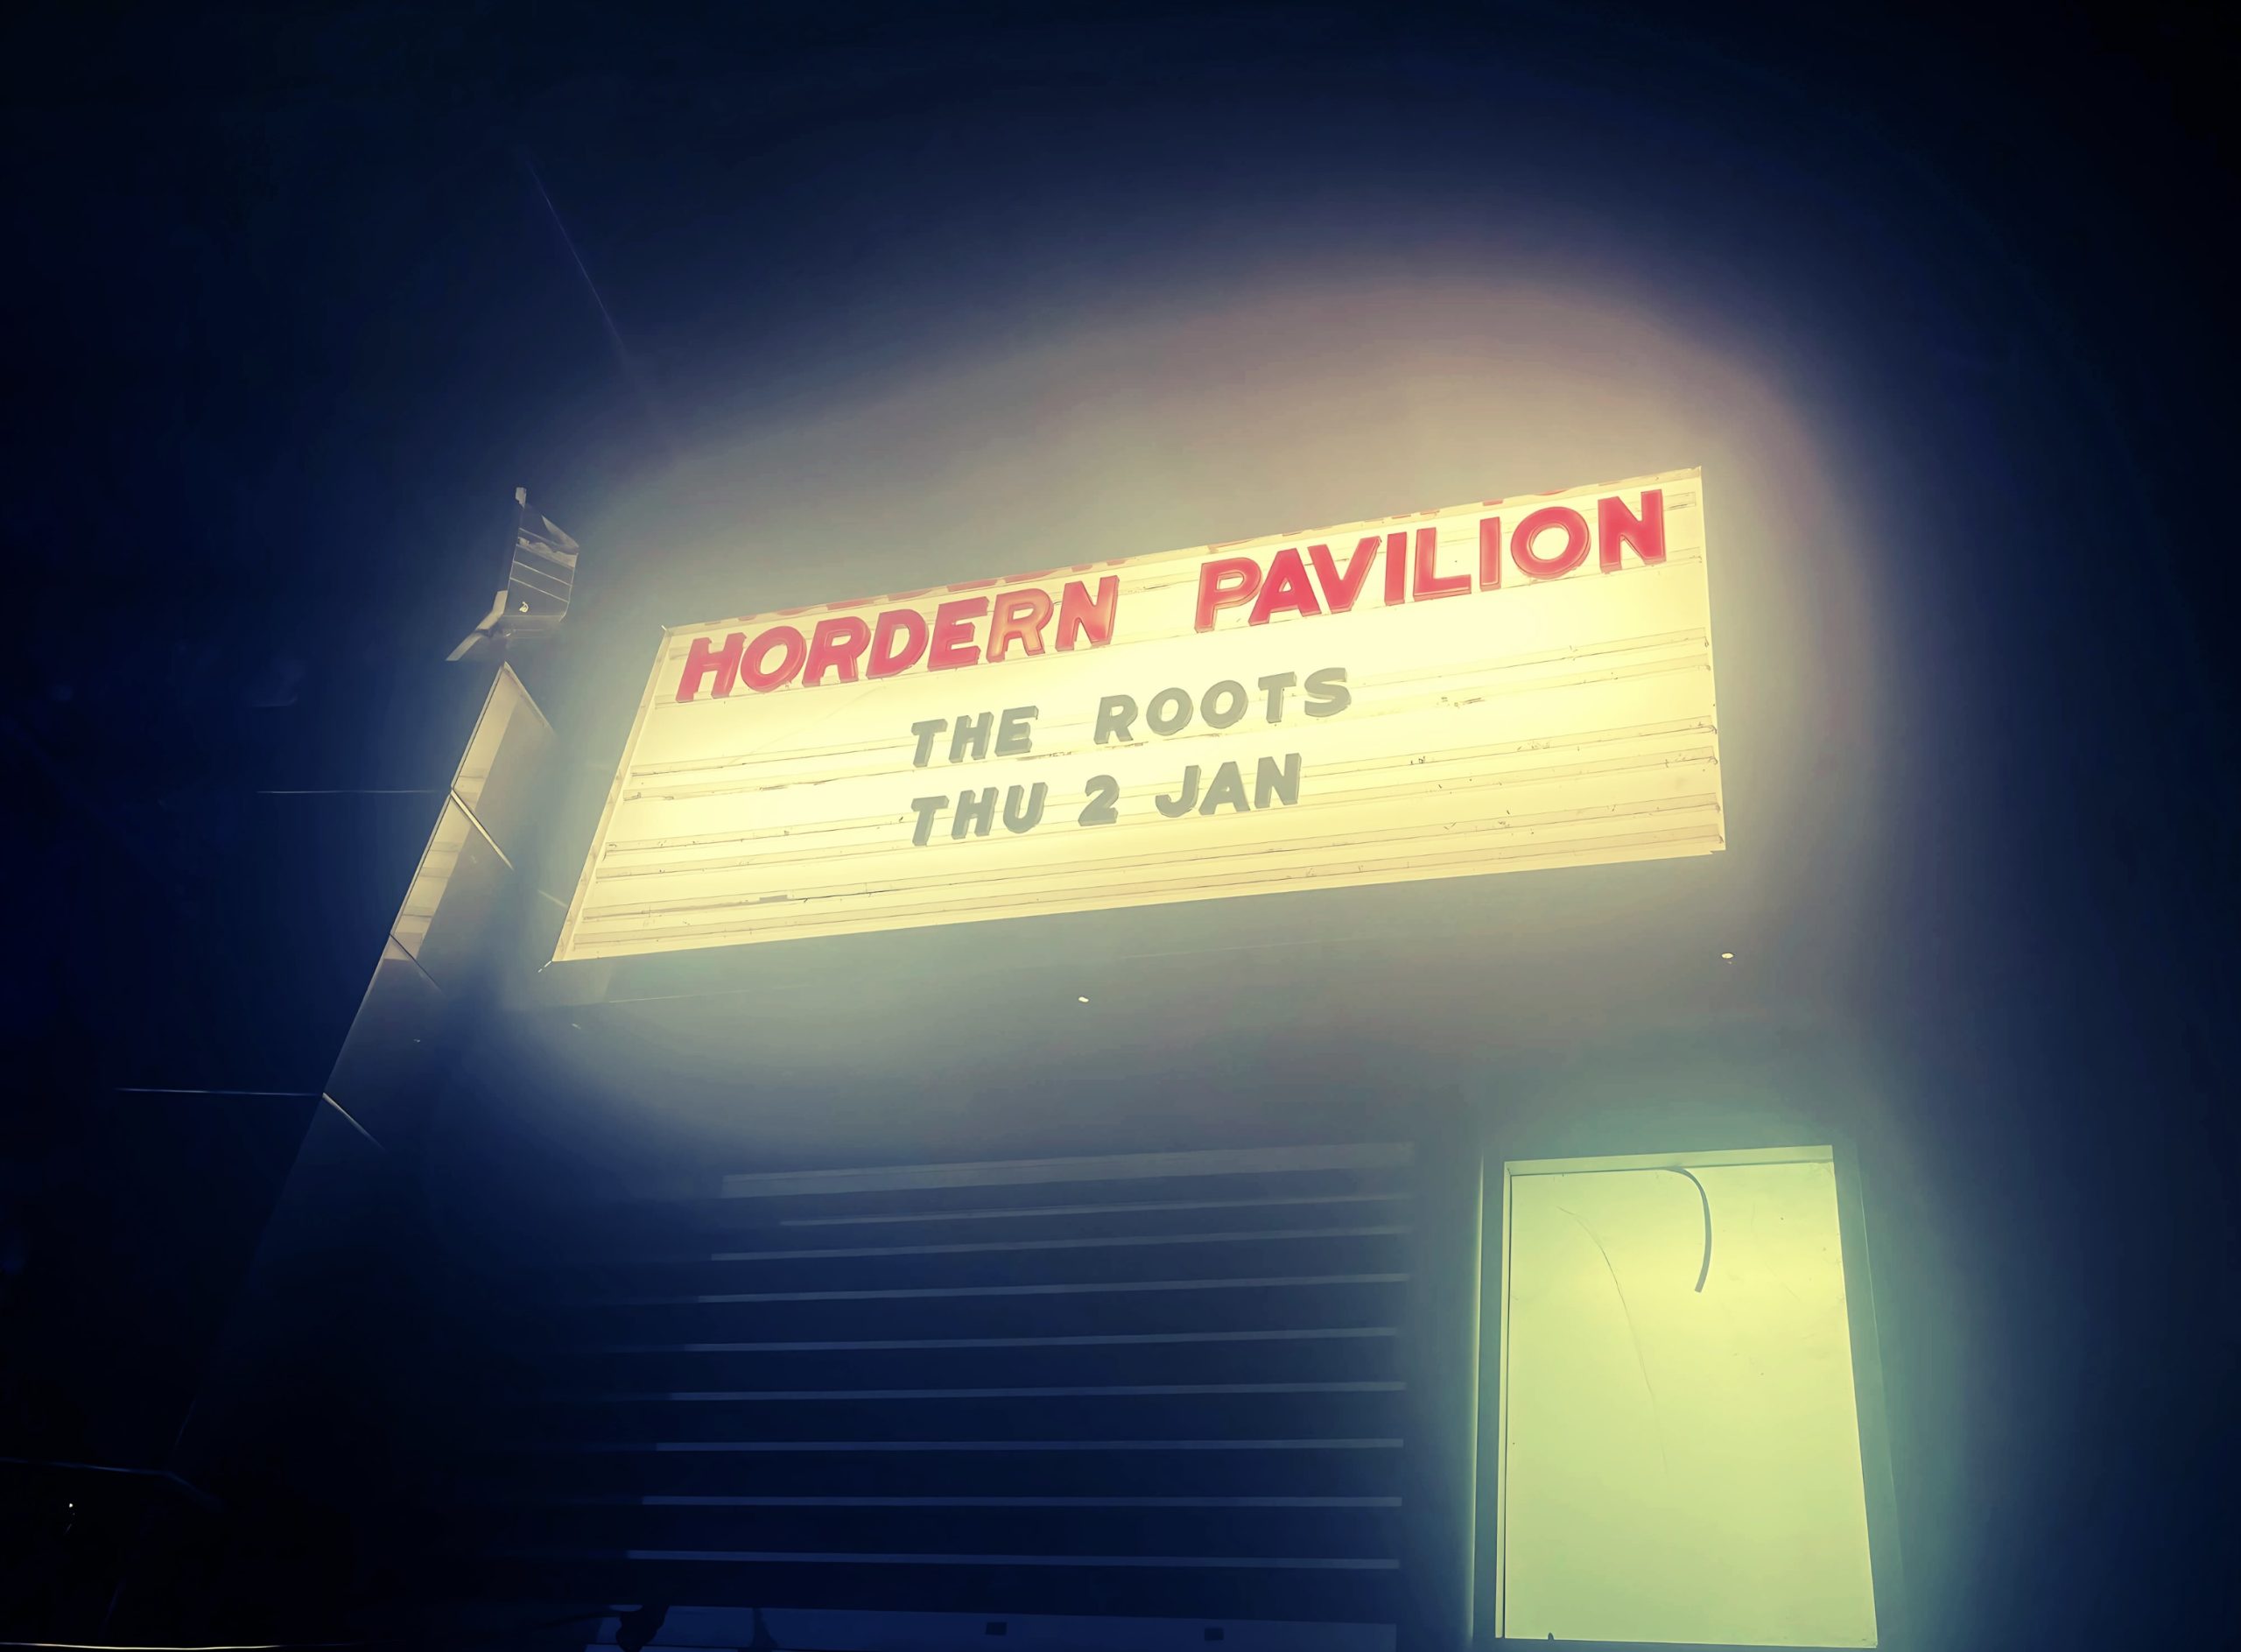 HORDERN PAVILION
THE ROOTS
THU 2 JAN